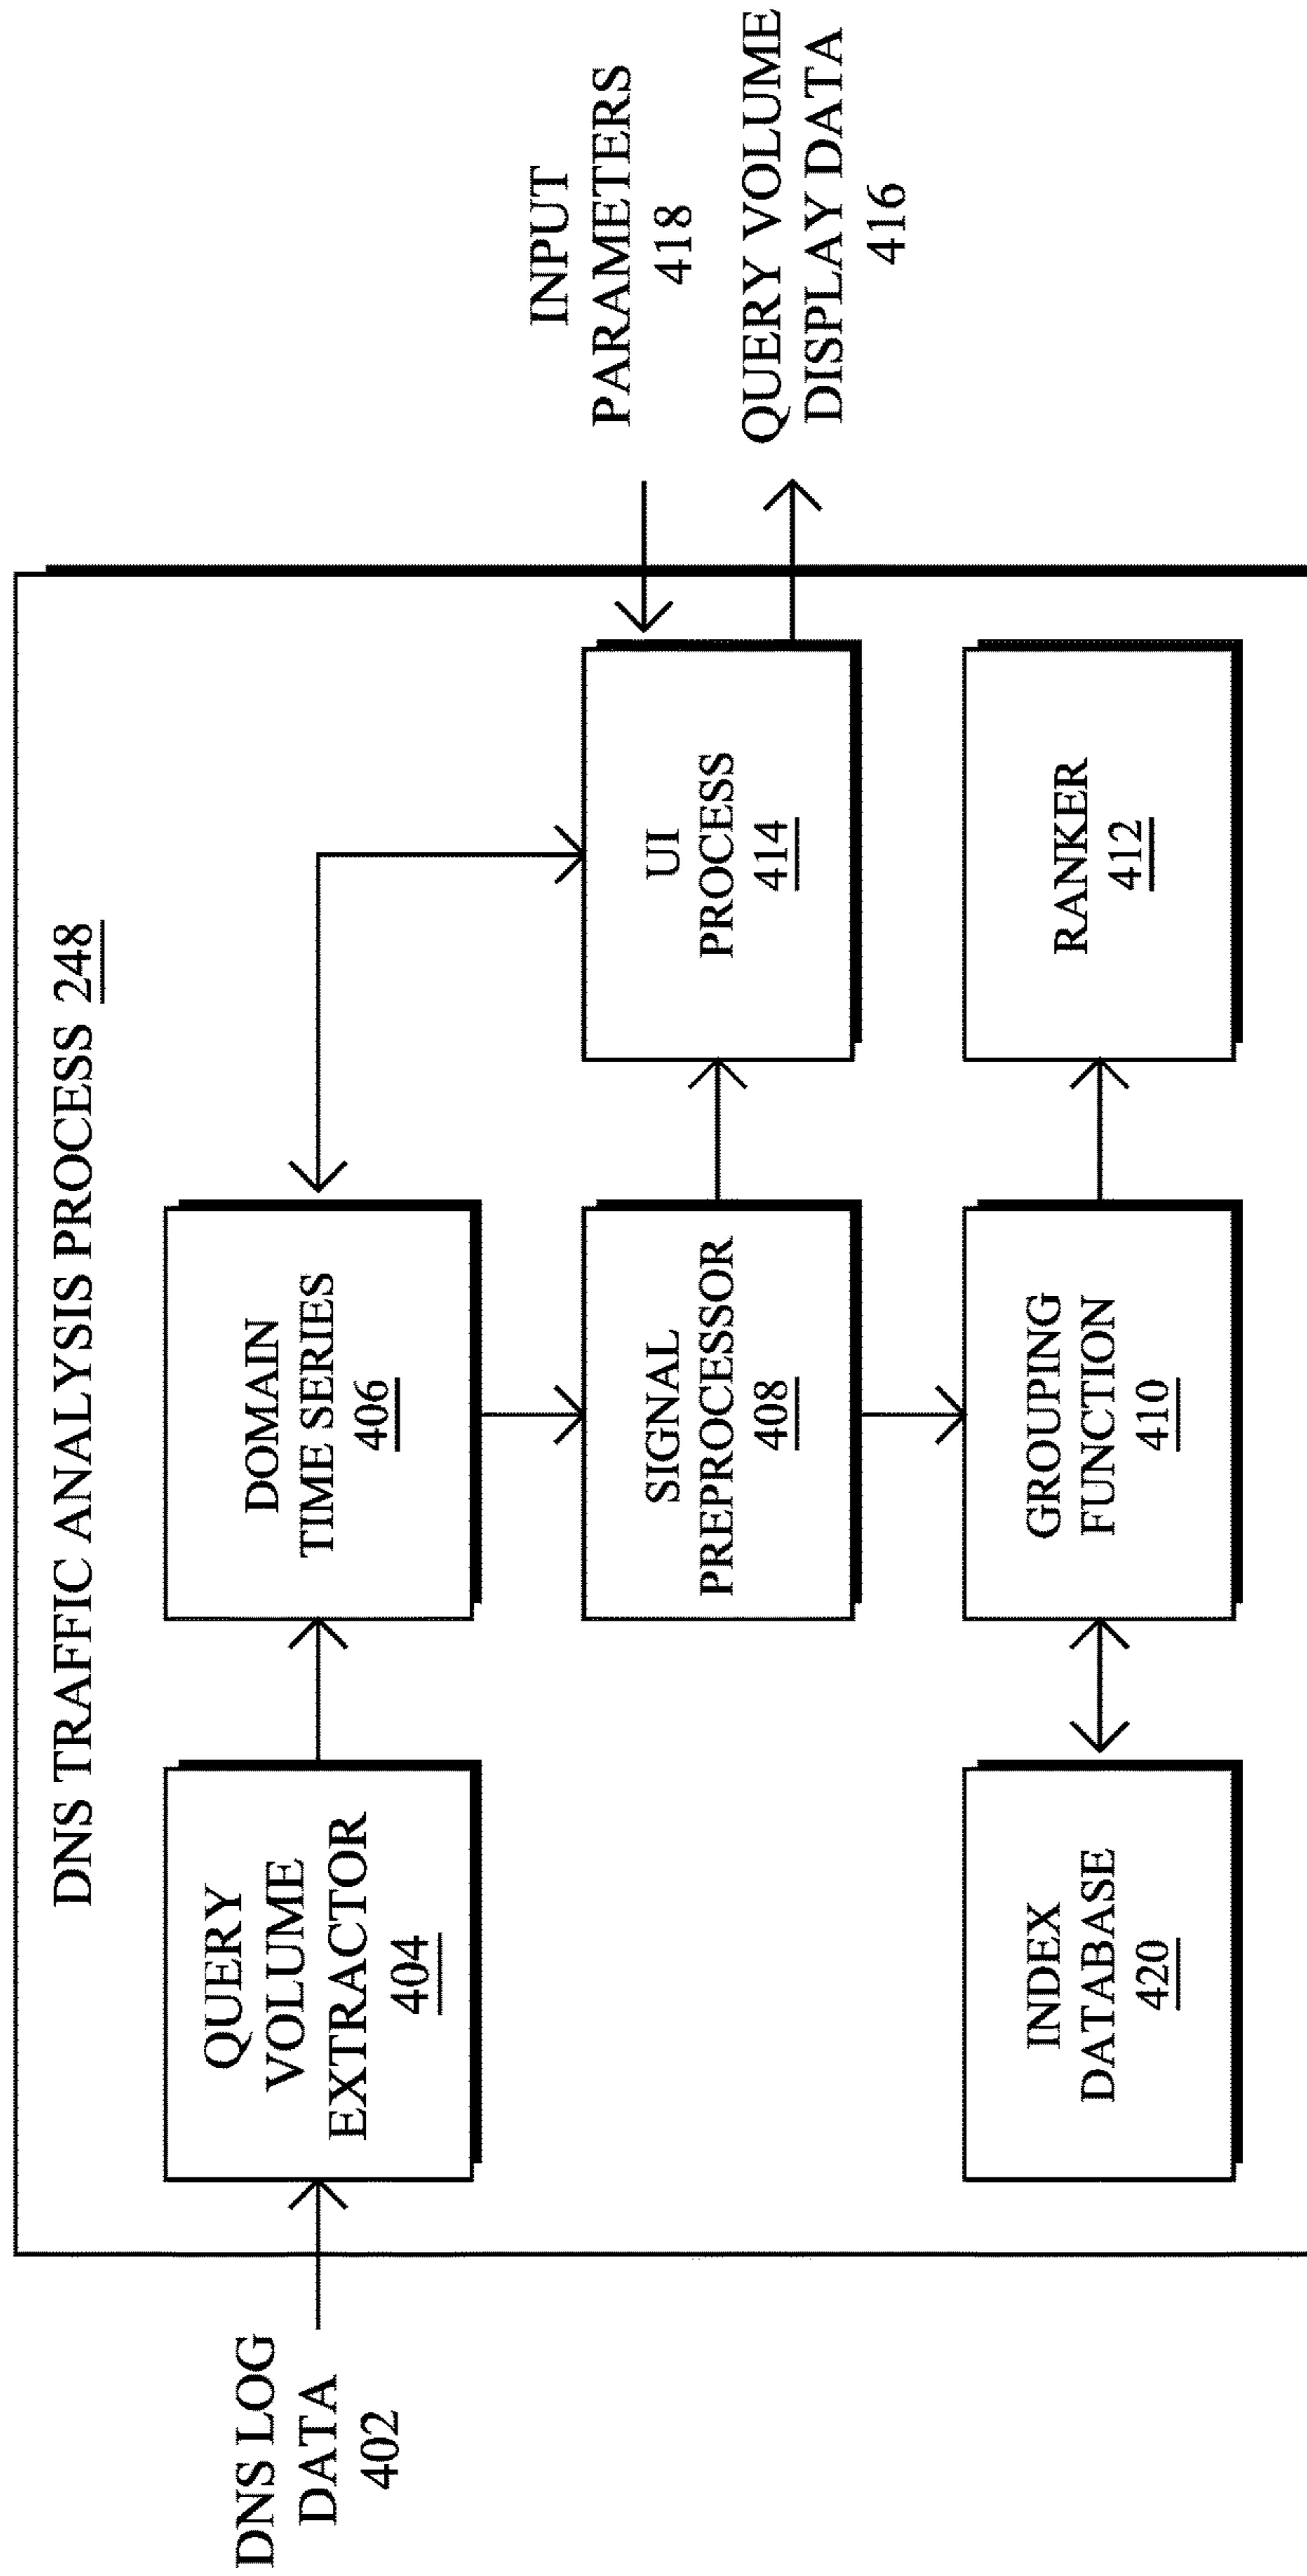 DNS TRAFFIC ANALYSIS PROCESS 248
DNS LOG
DATA
402
QUERY
VOLUME
EXTRACTOR
404
DOMAIN
TIME SERIES
406
SIGNAL
PREPROCESSOR
408
UI
PROCESS
414
INPUT
PARAMETERS
418
QUERY VOLUME
DISPLAY DATA
416
INDEX
DATABASE
420
GROUPING
FUNCTION
410
RANKER
412